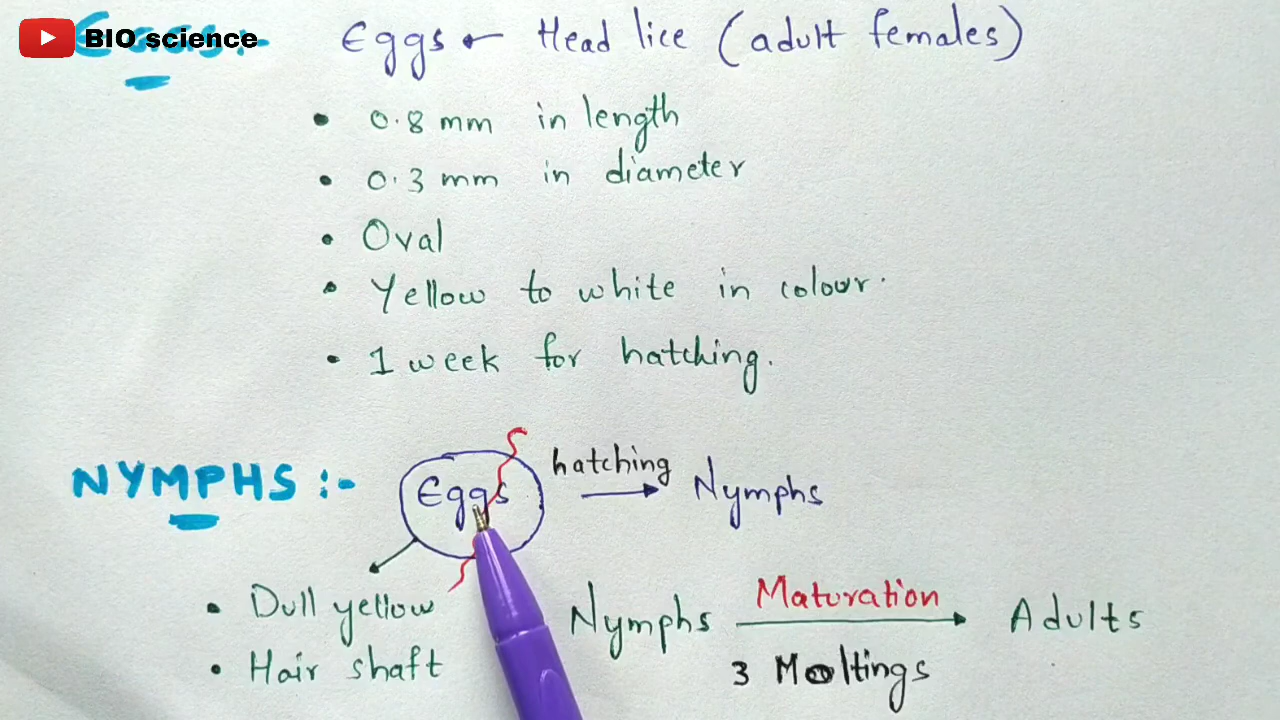 BIO science
Eggs :- Eggs ← Head lice (adult females)
• 0.8 mm in length
• 0.3 mm in diameter
• Oval
• Yellow to white in colour.
• 1 week for hatching.
NYMPHS :- Eggs hatching → Nymphs
• Dull yellow
• Hair shaft
Nymphs Maturation → Adults
3 Moltings